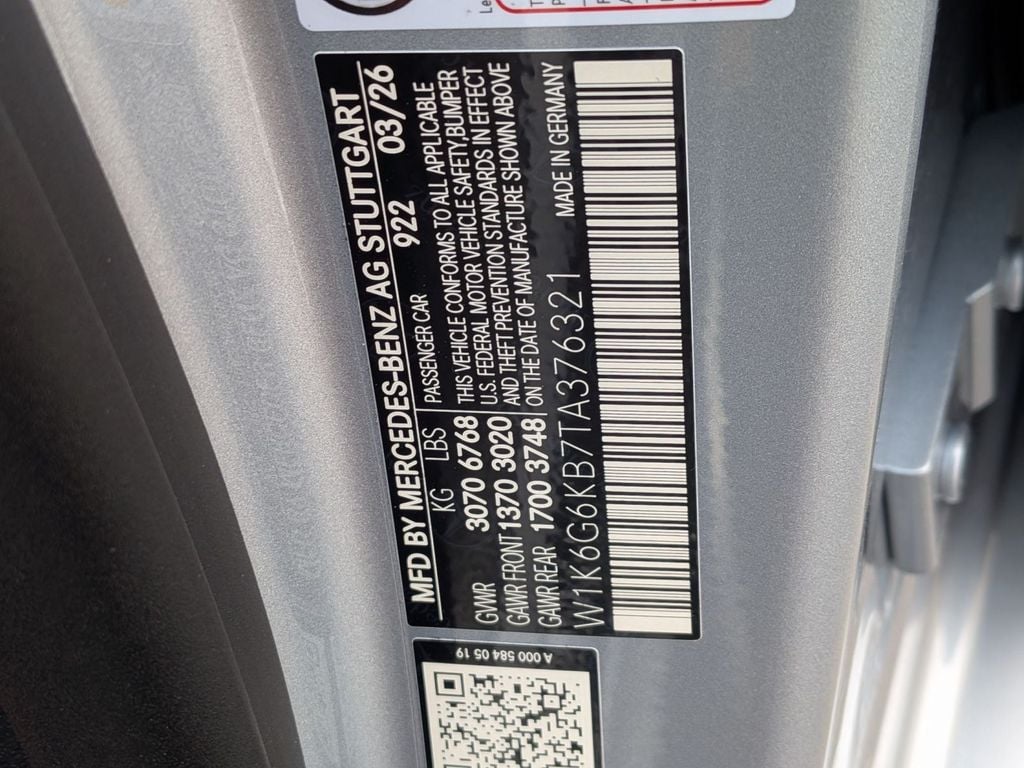 MFD BY MERCEDES-BENZ AG STUTTGART
KG LBS 922 03/26
PASSENGER CAR
GVWR 3070 6768
GAWR FRONT 1370 3020
GAWR REAR 1700 3748
THIS VEHICLE CONFORMS TO ALL APPLICABLE
U.S. FEDERAL MOTOR VEHICLE SAFETY,BUMPER
AND THEFT PREVENTION STANDARDS IN EFFECT
ON THE DATE OF MANUFACTURE SHOWN ABOVE
MADE IN GERMANY
W1K6G6KB7TA376321
A 000 584 05 19